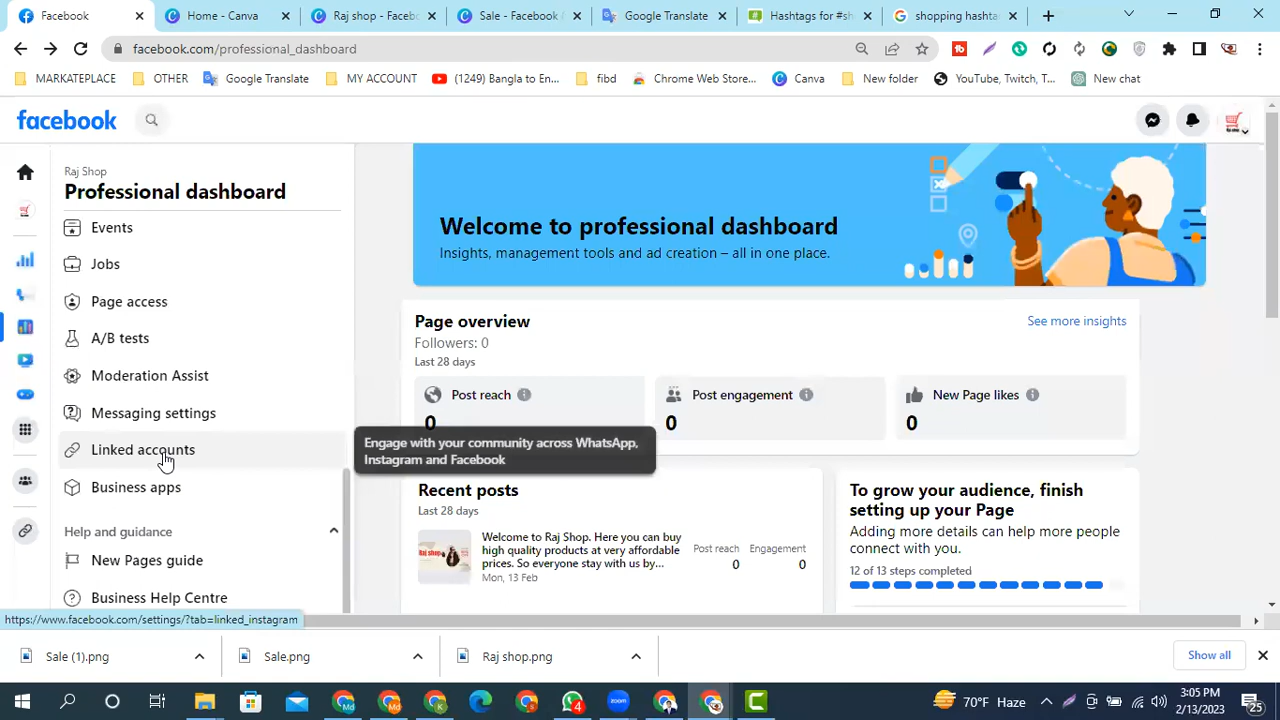 Facebook
Home - Canva
Raj shop - Faceb
Sale - Facebook
Google Translate
Hashtags for #sh
shopping hashta
facebook.com/professional_dashboard
MARKATEPLACE
OTHER
Google Translate
MY ACCOUNT
(1249) Bangla to En...
fibd
Chrome Web Store...
Canva
New folder
YouTube, Twitch, T...
New chat
facebook
Raj Shop
Professional dashboard
Events
Jobs
Page access
A/B tests
Moderation Assist
Messaging settings
Linked accounts
Business apps
Help and guidance
New Pages guide
Business Help Centre
https://www.facebook.com/settings/?tab=linked_instagram
Welcome to professional dashboard
Insights, management tools and ad creation – all in one place.
Page overview
See more insights
Followers: 0
Last 28 days
Post reach
0
Post engagement
0
New Page likes
0
Engage with your community across WhatsApp,
Instagram and Facebook
Recent posts
Last 28 days
Welcome to Raj Shop. Here you can buy
high quality products at very affordable
prices. So everyone stay with us by...
Mon, 13 Feb
Post reach
0
Engagement
0
To grow your audience, finish
setting up your Page
Adding more details can help more people
connect with you.
12 of 13 steps completed
Sale (1).png
Sale.png
Raj shop.png
Show all
70°F Haze
3:05 PM
2/13/2023
25